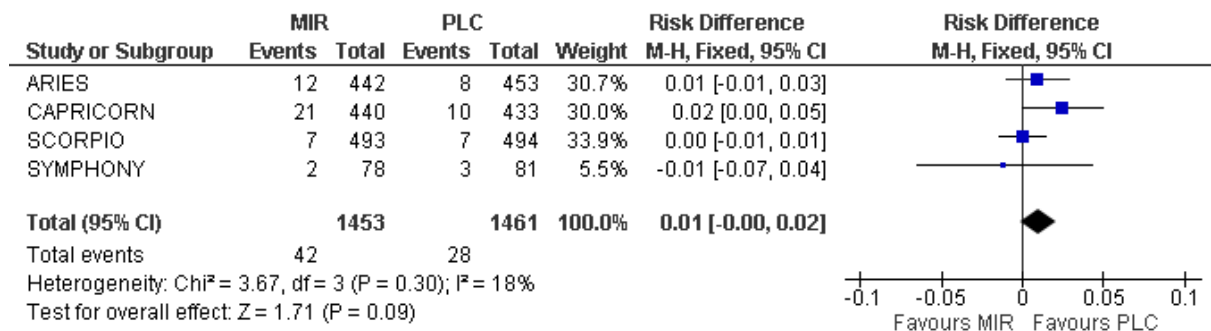 MIR PLC Risk Difference Risk Difference
Study or Subgroup Events Total Events Total Weight M-H, Fixed, 95% CI M-H, Fixed, 95% CI
ARIES 12 442 8 453 30.7% 0.01 [-0.01, 0.03]
CAPRICORN 21 440 10 433 30.0% 0.02 [0.00, 0.05]
SCORPIO 7 493 7 494 33.9% 0.00 [-0.01, 0.01]
SYMPHONY 2 78 3 81 5.5% -0.01 [-0.07, 0.04]
Total (95% CI) 1453 1461 100.0% 0.01 [-0.00, 0.02]
Total events 42 28
Heterogeneity: Chi² = 3.67, df = 3 (P = 0.30); I² = 18%
Test for overall effect: Z = 1.71 (P = 0.09)
-0.1 -0.05 0 0.05 0.1
Favours MIR Favours PLC